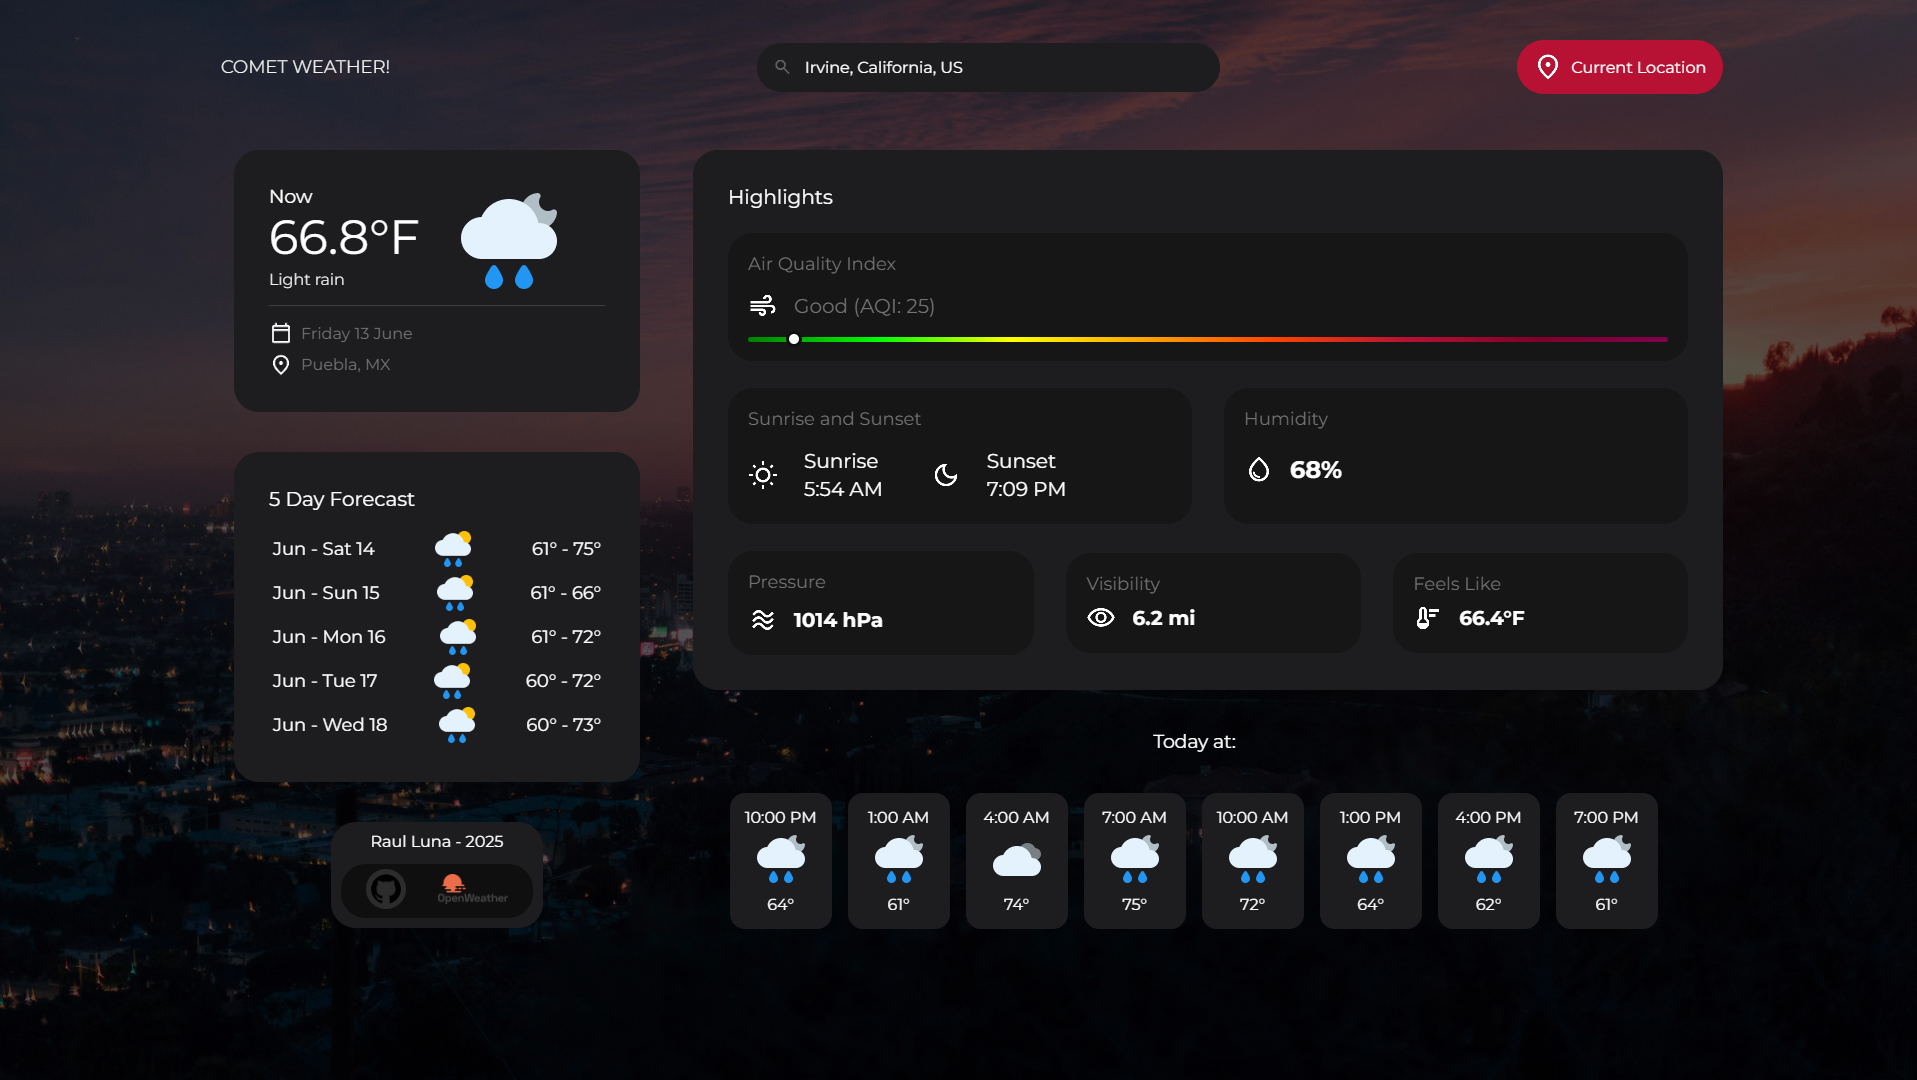 COMET WEATHER!
Irvine, California, US
Current Location
Now
66.8°F
Light rain
Friday 13 June
Puebla, MX
5 Day Forecast
Jun - Sat 14 61° - 75°
Jun - Sun 15 61° - 66°
Jun - Mon 16 61° - 72°
Jun - Tue 17 60° - 72°
Jun - Wed 18 60° - 73°
Raul Luna - 2025
OpenWeather
Highlights
Air Quality Index
Good (AQI: 25)
Sunrise and Sunset
Sunrise
5:54 AM
Sunset
7:09 PM
Humidity
68%
Pressure
1014 hPa
Visibility
6.2 mi
Feels Like
66.4°F
Today at:
10:00 PM 1:00 AM 4:00 AM 7:00 AM 10:00 AM 1:00 PM 4:00 PM 7:00 PM
64° 61° 74° 75° 72° 64° 62° 61°